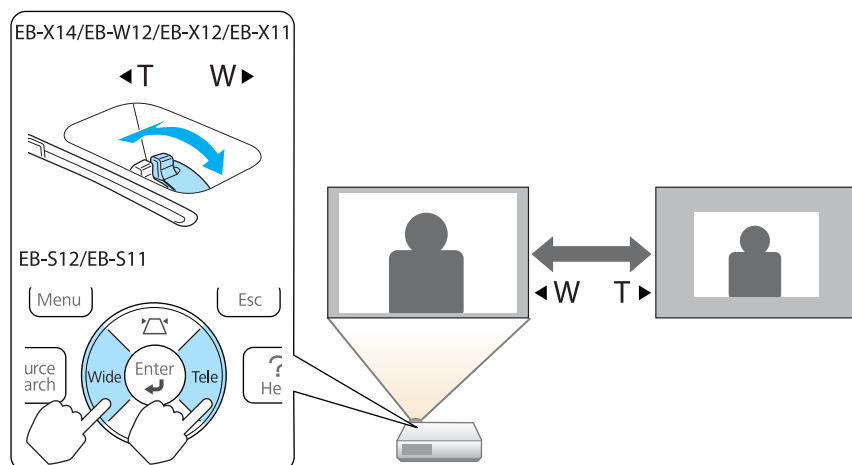 EB-X14/EB-W12/EB-X12/EB-X11
◄T W►
EB-S12/EB-S11
Menu Esc
urce
arch
Wide Enter Tele
?
He
◄W T►